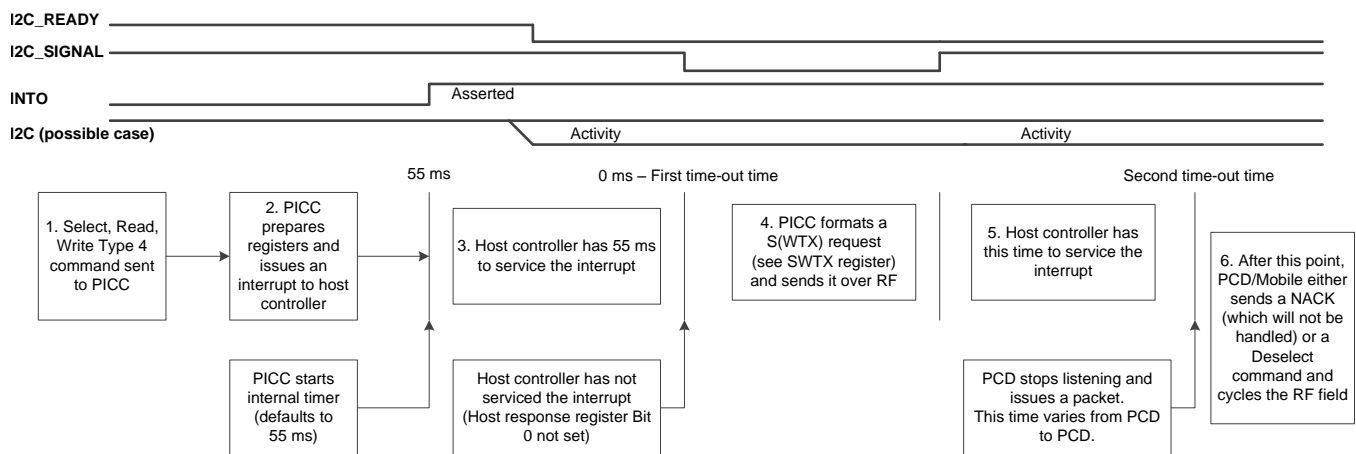 I2C_READY
I2C_SIGNAL
INTO
Asserted
I2C (possible case)
Activity
Activity
55 ms
0 ms – First time-out time
Second time-out time
1. Select, Read,
Write Type 4
command sent
to PICC
2. PICC
prepares
registers and
issues an
interrupt to host
controller
3. Host controller has 55 ms
to service the interrupt
4. PICC formats a
S(WTX) request
(see SWTX register)
and sends it over RF
5. Host controller has
this time to service the
interrupt
6. After this point,
PCD/Mobile either
sends a NACK
(which will not be
handled) or a
Deselect
command and
cycles the RF field
PICC starts
internal timer
(defaults to
55 ms)
Host controller has not
serviced the interrupt
(Host response register Bit
0 not set)
PCD stops listening and
issues a packet.
This time varies from PCD
to PCD.